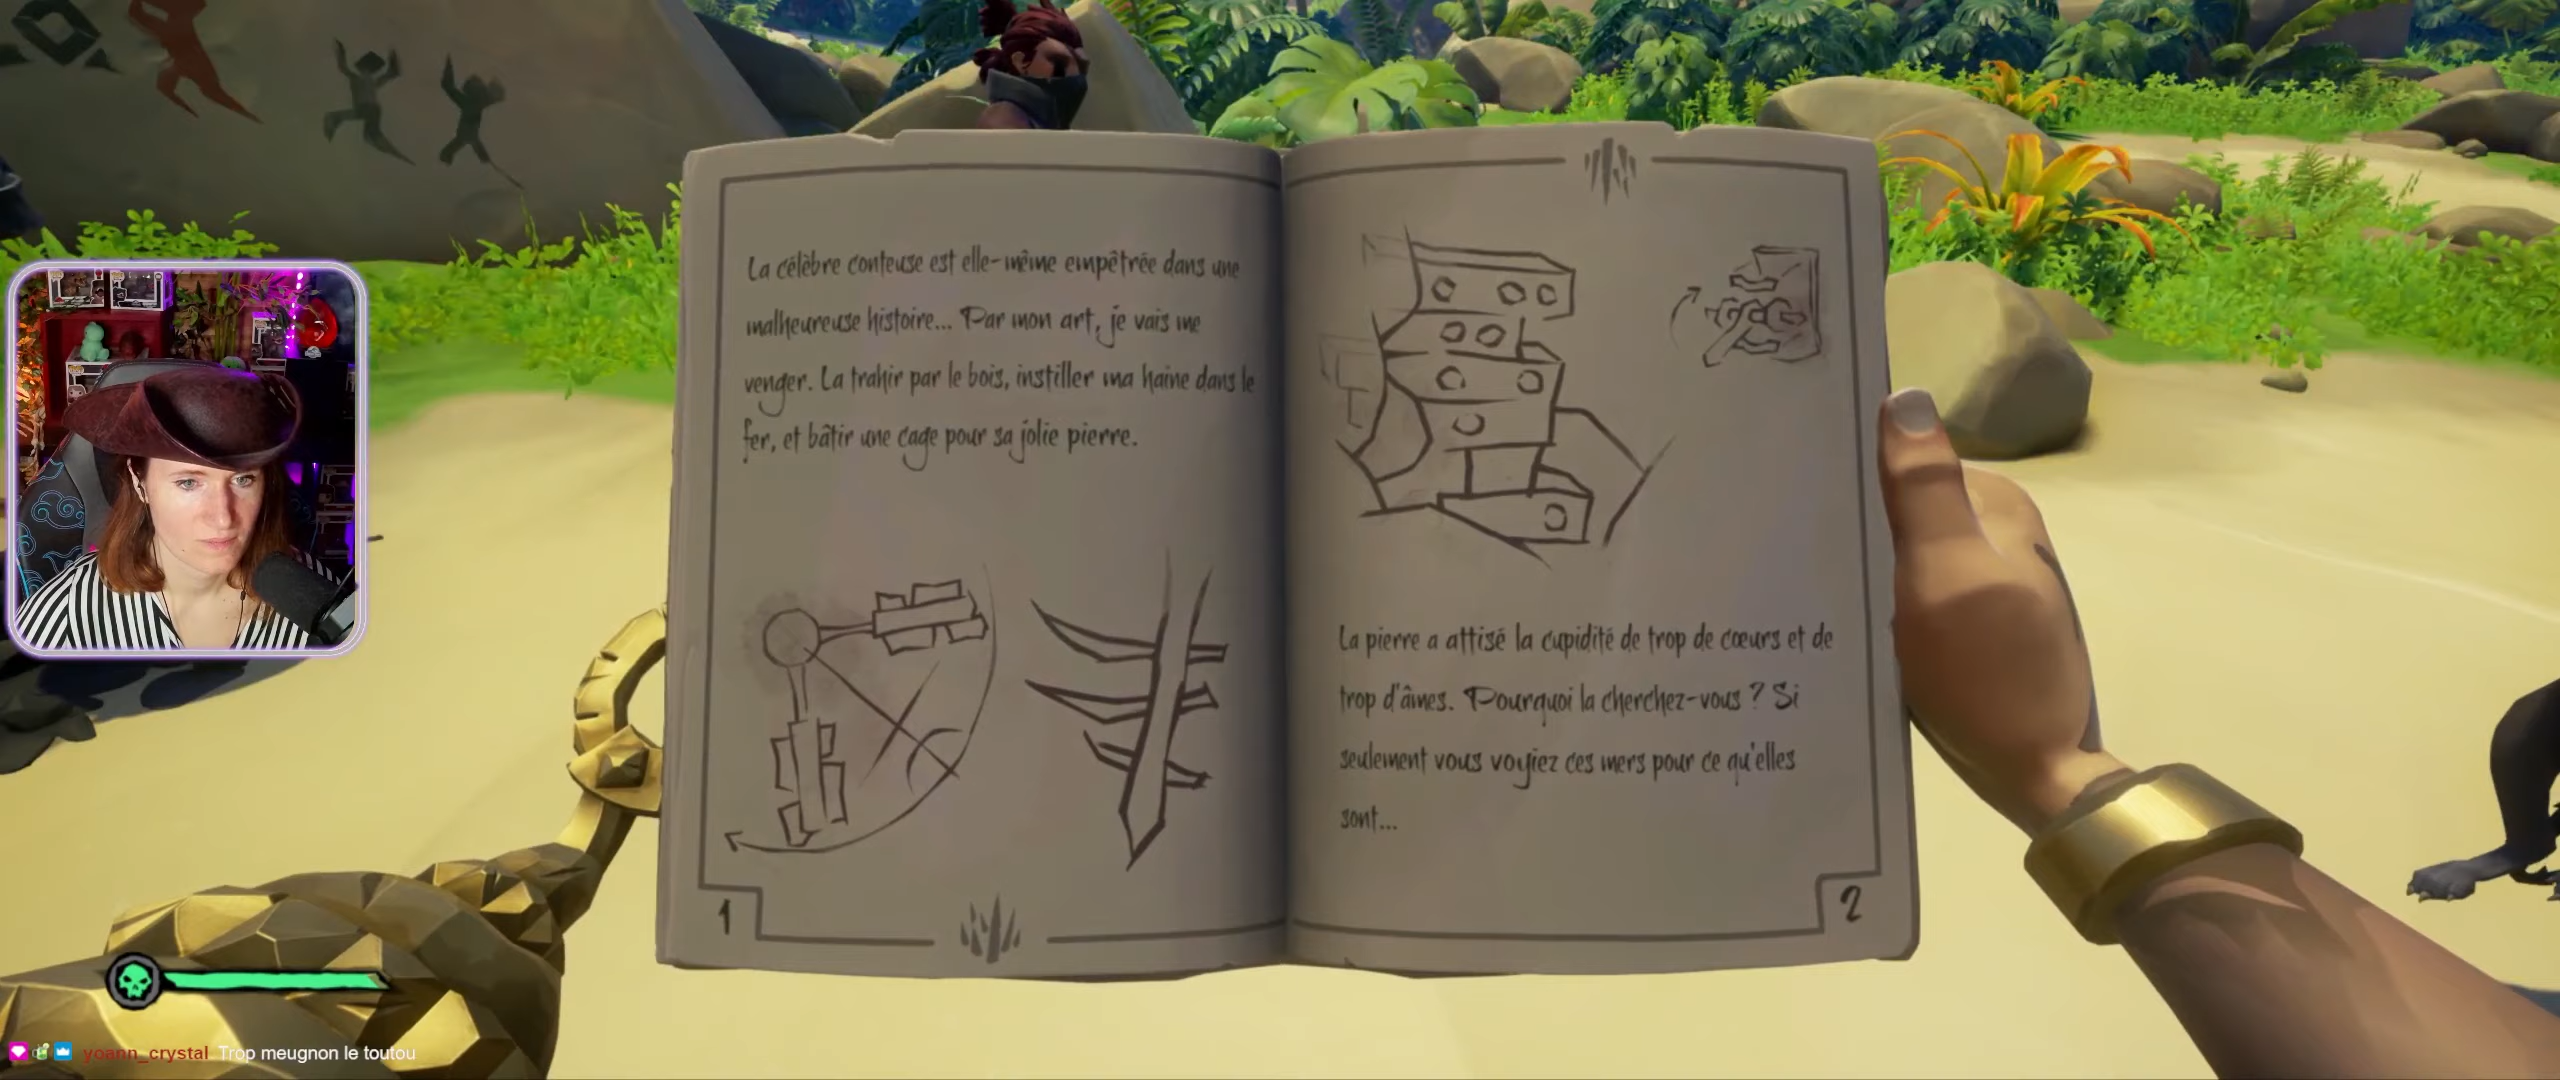 La célèbre conteuse est elle-même empêtrée dans une
malheureuse histoire... Par mon art, je vais me
venger. La trahir par le bois, instiller ma haine dans le
fer, et bâtir une cage pour sa jolie pierre.
1
La pierre a attisé la cupidité de trop de cœurs et de
trop d'âmes. Pourquoi la cherchez-vous ? Si
seulement vous voyiez ces mers pour ce qu'elles
sont...
2
yoann_crystal Trop meugnon le toutou